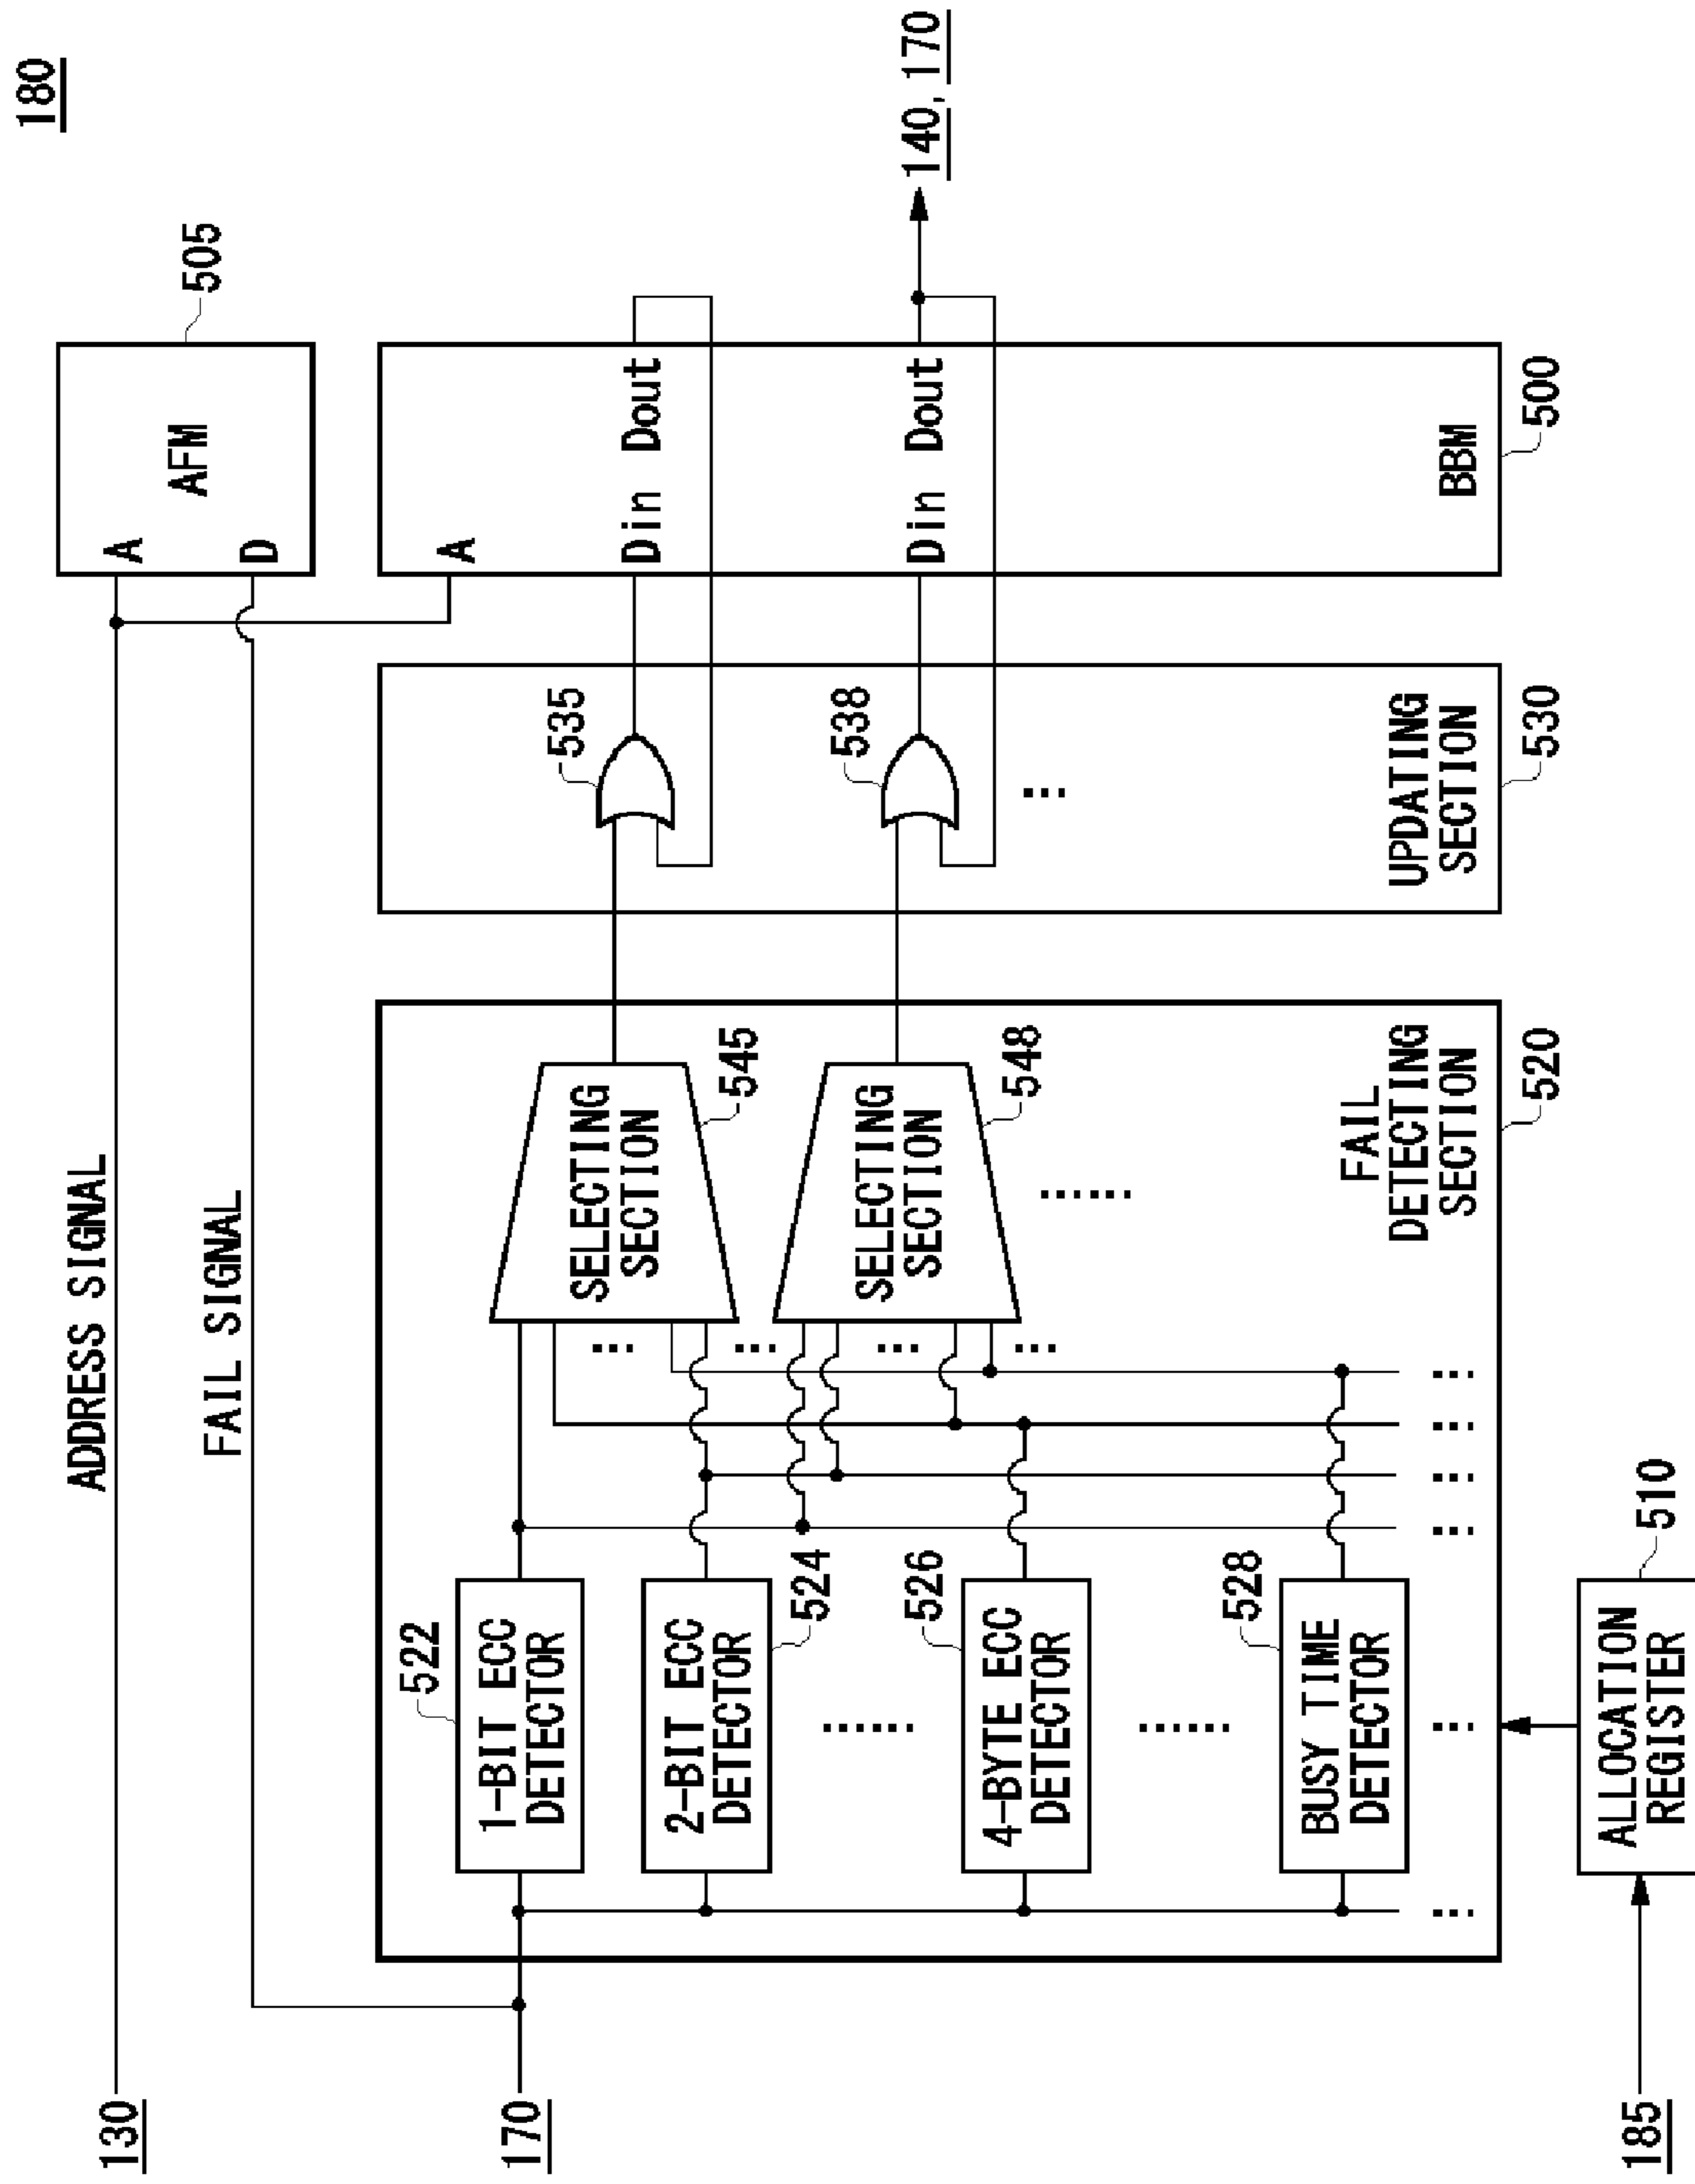 180
130
ADDRESS SIGNAL
A
AFM
D
505
FAIL SIGNAL
170
522
1-BIT ECC
DETECTOR
2-BIT ECC
DETECTOR
524
......
526
4-BYTE ECC
DETECTOR
......
528
BUSY TIME
DETECTOR
...
...
...
...
...
...
SELECTING
SECTION
545
...
...
SELECTING
SECTION
548
...
...
......
FAIL
DETECTING
SECTION
520
535
538
...
UPDATING
SECTION
530
A
Din Dout
Din Dout
BBM
500
140, 170
185
ALLOCATION
REGISTER
510